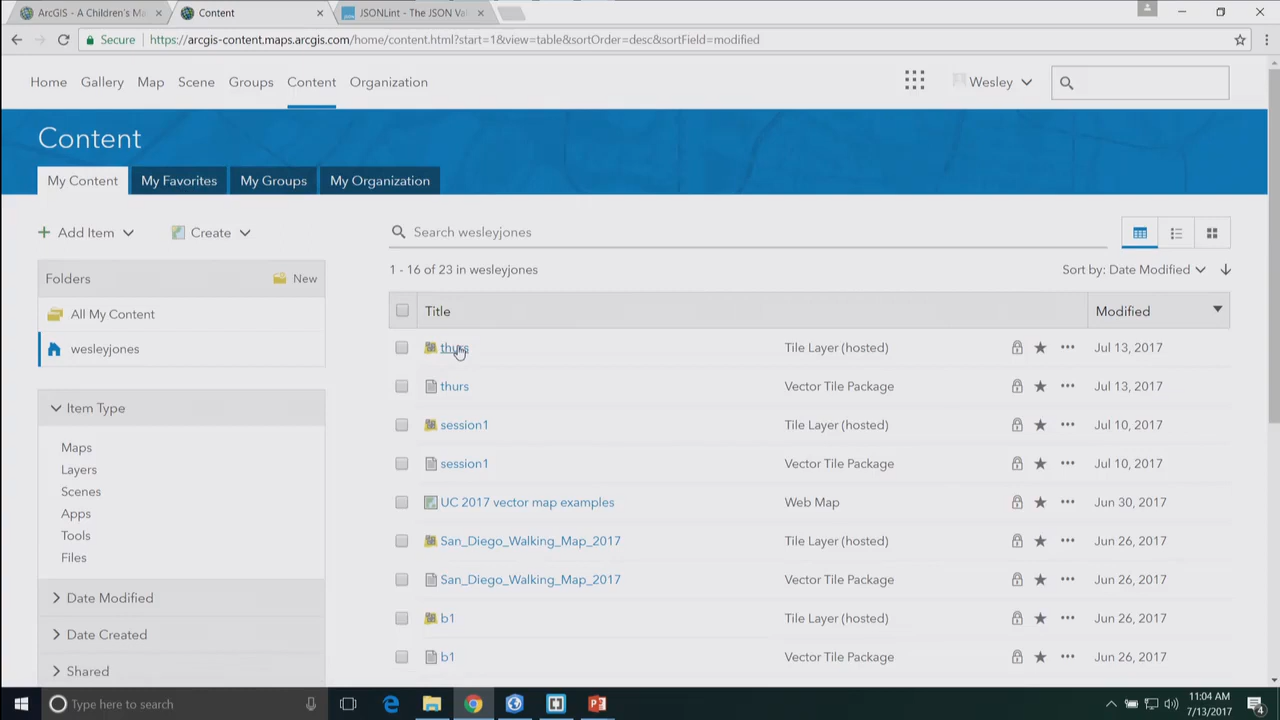 ArcGIS - A Children's Ma
Content
JSONLint - The JSON Val
Secure https://arcgis-content.maps.arcgis.com/home/content.html?start=1&view=table&sortOrder=desc&sortField=modified
Home Gallery Map Scene Groups Content Organization Wesley
Content
My Content My Favorites My Groups My Organization
Add Item Create Search wesleyjones
Folders New
1 - 16 of 23 in wesleyjones Sort by: Date Modified
All My Content
wesleyjones
Title Modified
thurs Tile Layer (hosted) Jul 13, 2017
thurs Vector Tile Package Jul 13, 2017
session1 Tile Layer (hosted) Jul 10, 2017
session1 Vector Tile Package Jul 10, 2017
UC 2017 vector map examples Web Map Jun 30, 2017
San_Diego_Walking_Map_2017 Tile Layer (hosted) Jun 26, 2017
San_Diego_Walking_Map_2017 Vector Tile Package Jun 26, 2017
b1 Tile Layer (hosted) Jun 26, 2017
b1 Vector Tile Package Jun 26, 2017
Item Type
Maps
Layers
Scenes
Apps
Tools
Files
Date Modified
Date Created
Shared
Type here to search
11:04 AM
7/13/2017
4